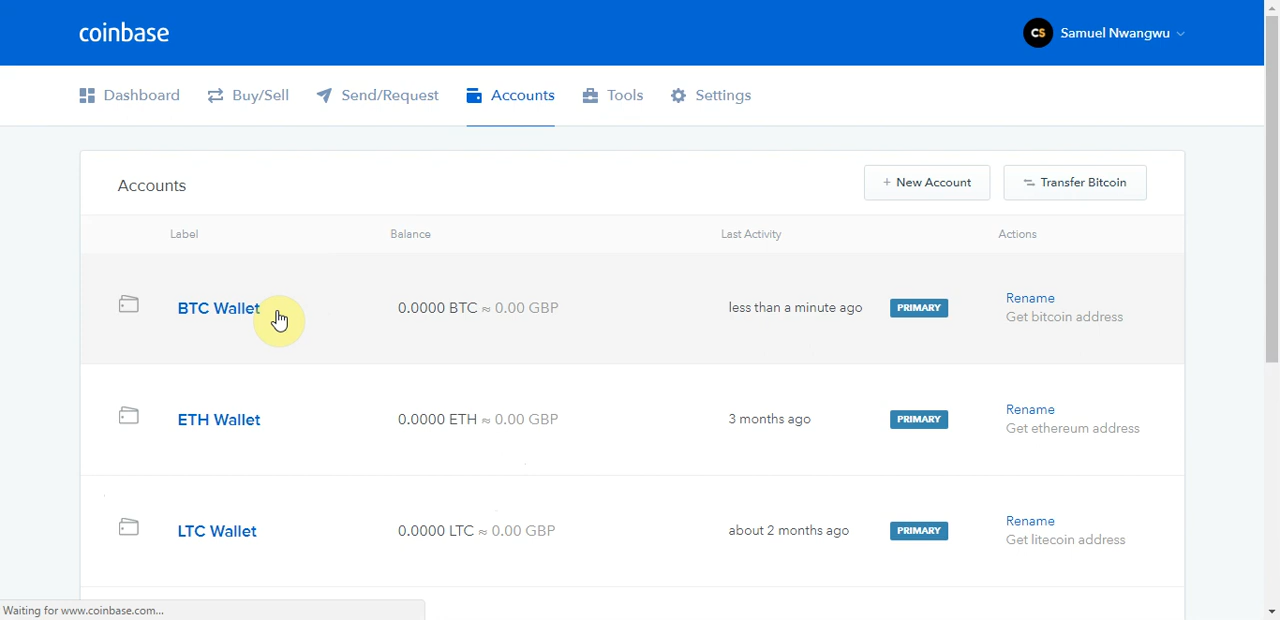 coinbase
CS Samuel Nwangwu
Dashboard Buy/Sell Send/Request Accounts Tools Settings
Accounts
+ New Account Transfer Bitcoin
Label Balance Last Activity Actions
BTC Wallet 0.0000 BTC ≈ 0.00 GBP less than a minute ago PRIMARY Rename
Get bitcoin address
ETH Wallet 0.0000 ETH ≈ 0.00 GBP 3 months ago PRIMARY Rename
Get ethereum address
LTC Wallet 0.0000 LTC ≈ 0.00 GBP about 2 months ago PRIMARY Rename
Get litecoin address
Waiting for www.coinbase.com...